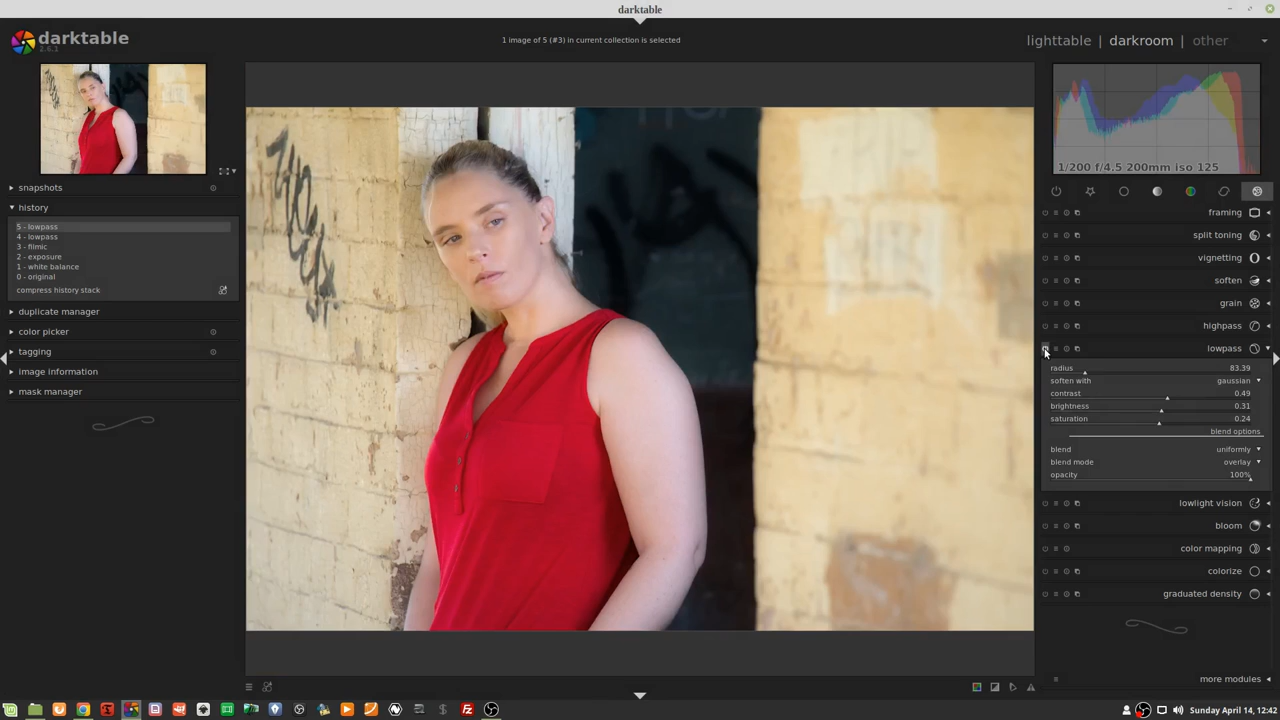 darktable
darktable
2.6.1
1 image of 5 (#3) in current collection is selected
lighttable | darkroom | other
1/200 f/4.5 200mm iso 125
snapshots
history
5 - lowpass
4 - lowpass
3 - filmic
2 - exposure
1 - white balance
0 - original
compress history stack
duplicate manager
color picker
tagging
image information
mask manager
framing
split toning
vignetting
soften
grain
highpass
lowpass
radius 83.39
soften with gaussian
contrast 0.49
brightness 0.31
saturation 0.24
blend options
blend uniformly
blend mode overlay
opacity 100%
lowlight vision
bloom
color mapping
colorize
graduated density
more modules
Sunday April 14, 12:42